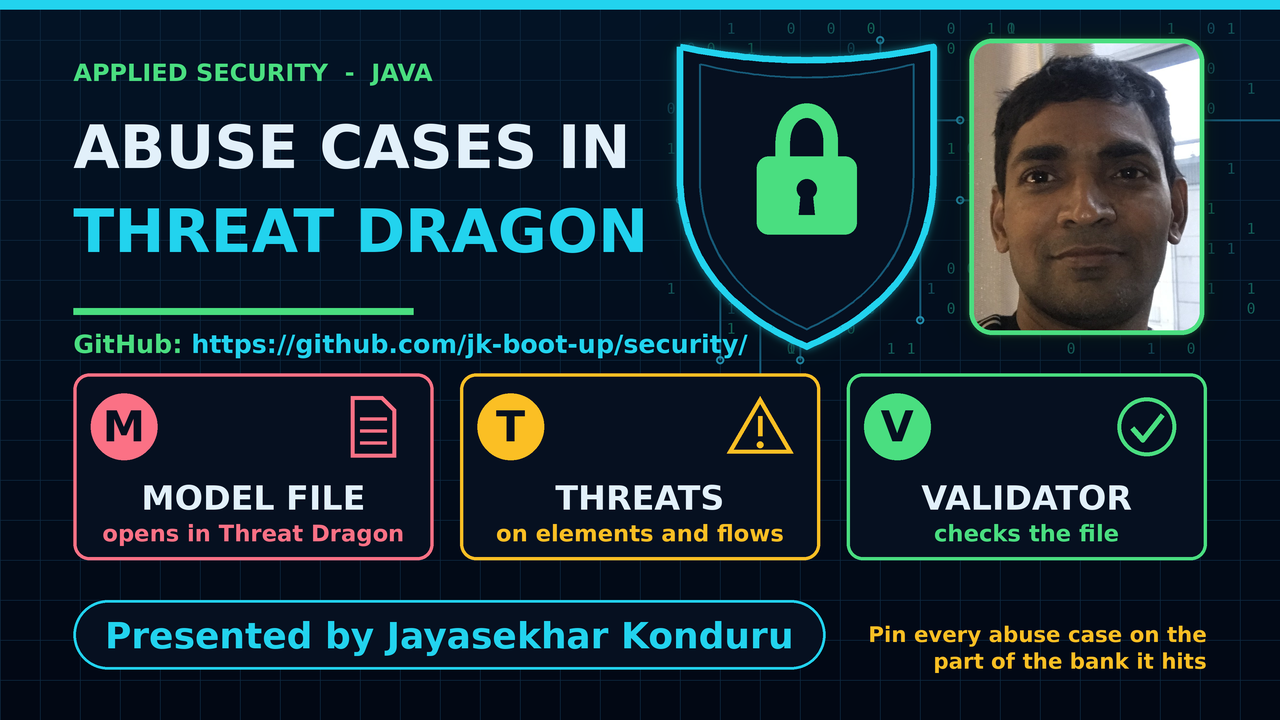 APPLIED SECURITY - JAVA
ABUSE CASES IN
THREAT DRAGON
GitHub: https://github.com/jk-boot-up/security/
M
MODEL FILE
opens in Threat Dragon
T
THREATS
on elements and flows
V
VALIDATOR
checks the file
Presented by Jayasekhar Konduru
Pin every abuse case on the
part of the bank it hits